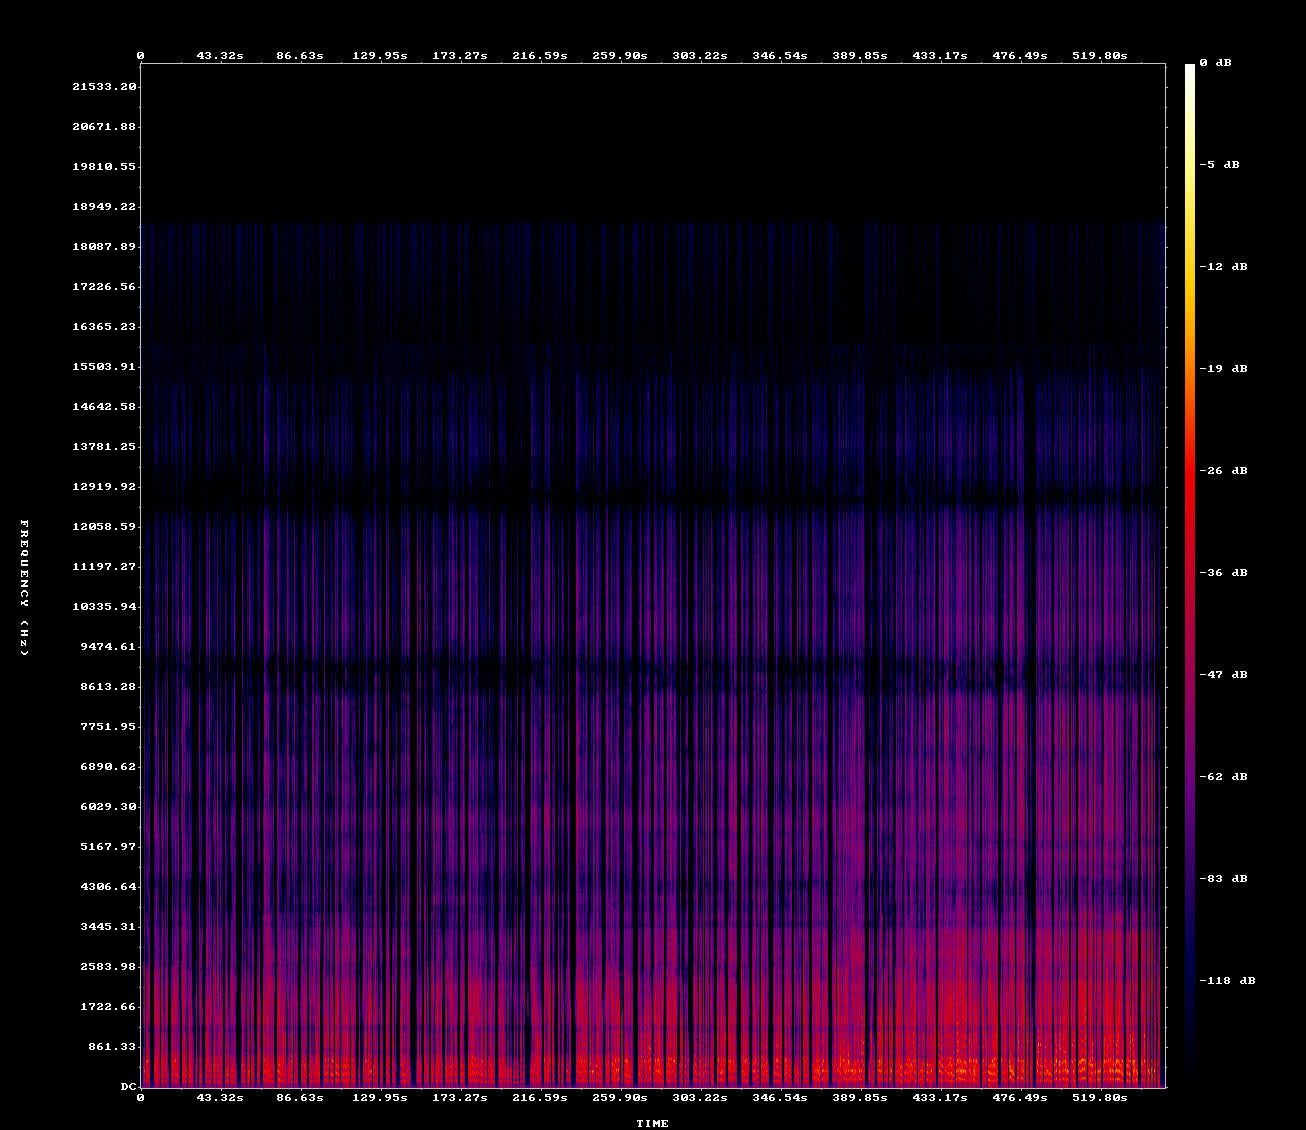 0 43.32s 86.63s 129.95s 173.27s 216.59s 259.90s 303.22s 346.54s 389.85s 433.17s 476.49s 519.80s
0 dB
21533.20
20671.88
19810.55
-5 dB
18949.22
18087.89
-12 dB
17226.56
16365.23
15503.91
-19 dB
14642.58
13781.25
-26 dB
12919.92
12058.59
11197.27
-36 dB
10335.94
9474.61
8613.28
-47 dB
7751.95
6890.62
-62 dB
6029.30
5167.97
4306.64
-83 dB
3445.31
2583.98
-118 dB
1722.66
861.33
DC
FREQUENCY (Hz)
0 43.32s 86.63s 129.95s 173.27s 216.59s 259.90s 303.22s 346.54s 389.85s 433.17s 476.49s 519.80s
TIME